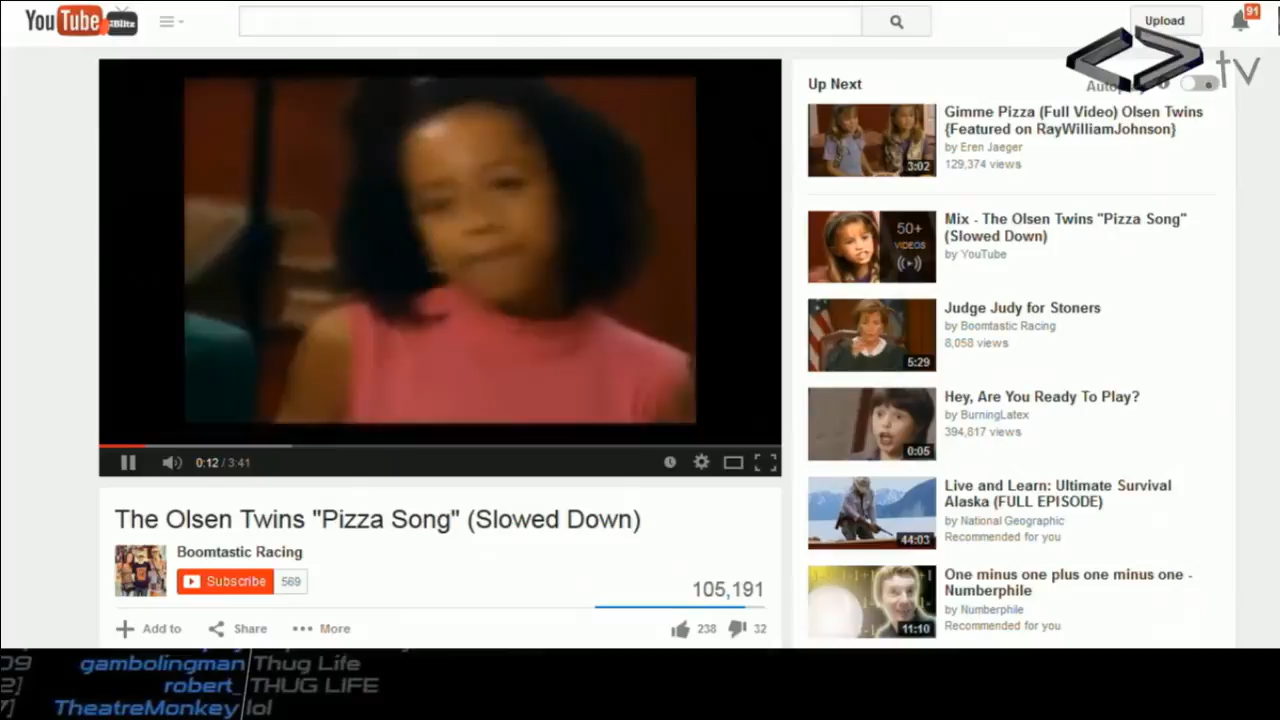 YouTube Blitz
Upload
91
tv
Up Next
Gimme Pizza (Full Video) Olsen Twins
{Featured on RayWilliamJohnson}
by Eren Jaeger
129,374 views
3:02
Mix - The Olsen Twins "Pizza Song"
(Slowed Down)
by YouTube
50+
VIDEOS
Judge Judy for Stoners
by Boomtastic Racing
8,058 views
5:29
Hey, Are You Ready To Play?
by BurningLatex
394,817 views
0:05
Live and Learn: Ultimate Survival
Alaska (FULL EPISODE)
by National Geographic
Recommended for you
44:03
One minus one plus one minus one -
Numberphile
by Numberphile
Recommended for you
11:10
0:12 / 3:41
The Olsen Twins "Pizza Song" (Slowed Down)
Boomtastic Racing
Subscribe 569
105,191
Add to Share More 238 32
09 gambolingman Thug Life
2] robert_ THUG LIFE
7] TheatreMonkey lol